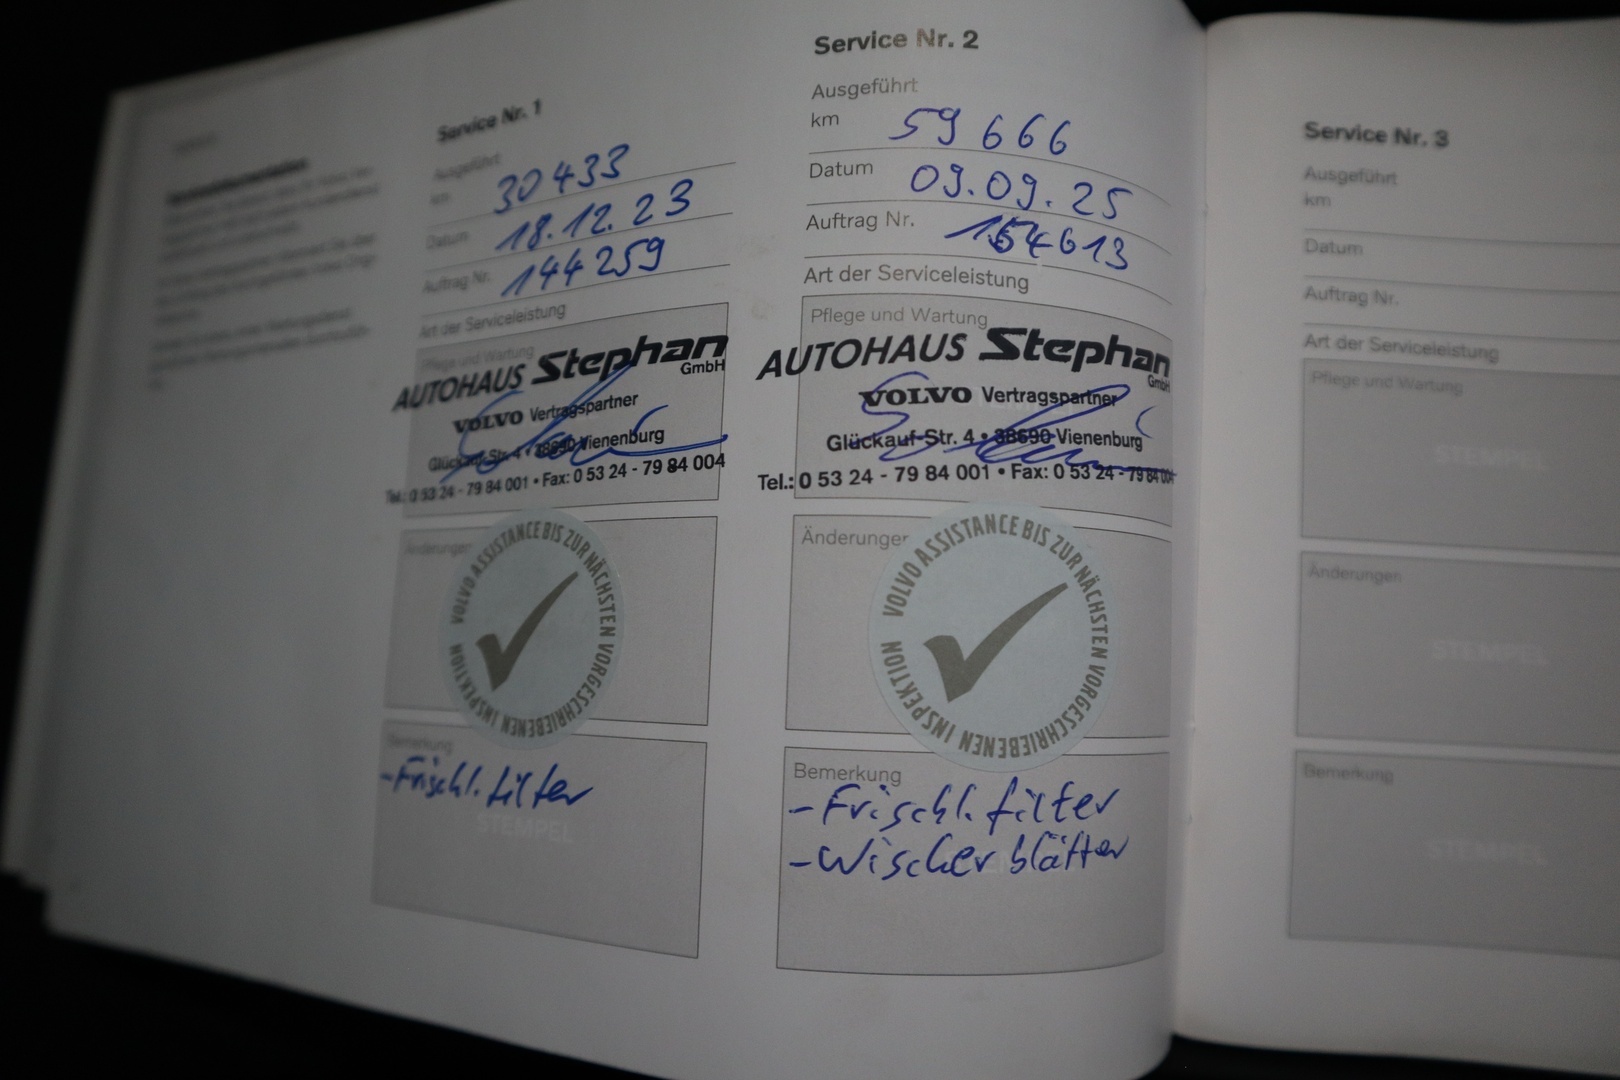 Service Nr. 1
Ausgeführt
km 30433
Datum 18.12.23
Auftrag Nr. 144259
Art der Serviceleistung
Pflege und Wartung
AUTOHAUS Stephan
GmbH
VOLVO Vertragspartner
Glückauf-Str. 4 • 38690 Vienenburg
Tel.: 0 53 24 - 79 84 001 • Fax: 0 53 24 - 79 84 004
Änderungen
VOLVO ASSISTANCE BIS ZUR NÄCHSTEN VORGESCHRIEBENEN INSPEKTION
Bemerkung
-Frischl.filter
STEMPEL
Service Nr. 2
Ausgeführt
km 59 666
Datum 09.09.25
Auftrag Nr. 154613
Art der Serviceleistung
Pflege und Wartung
AUTOHAUS Stephan
GmbH
VOLVO Vertragspartner
Glückauf-Str. 4 • 38690 Vienenburg
Tel.: 0 53 24 - 79 84 001 • Fax: 0 53 24 - 79 84 004
Änderungen
VOLVO ASSISTANCE BIS ZUR NÄCHSTEN VORGESCHRIEBENEN INSPEKTION
Bemerkung
-Frischl.filter
-Wischerblätter
Service Nr. 3
Ausgeführt
km
Datum
Auftrag Nr.
Art der Serviceleistung
Pflege und Wartung
STEMPEL
Änderungen
STEMPEL
Bemerkung
STEMPEL